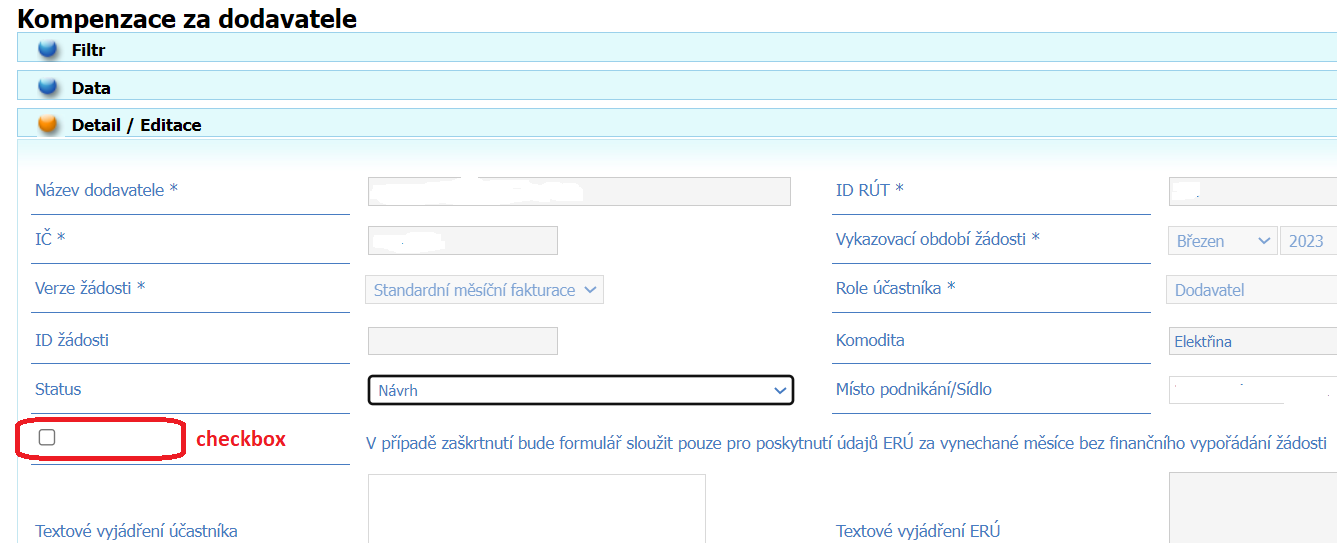 Kompenzace za dodavatele
Filtr
Data
Detail / Editace
Název dodavatele *
ID RÚT *
IČ *
Vykazovací období žádosti * Březen 2023
Verze žádosti * Standardní měsíční fakturace
Role účastníka * Dodavatel
ID žádosti
Komodita Elektřina
Status Návrh
Místo podnikání/Sídlo
checkbox
V případě zaškrtnutí bude formulář sloužit pouze pro poskytnutí údajů ERÚ za vynechané měsíce bez finančního vypořádání žádosti
Textové vyjádření účastníka
Textové vyjádření ERÚ